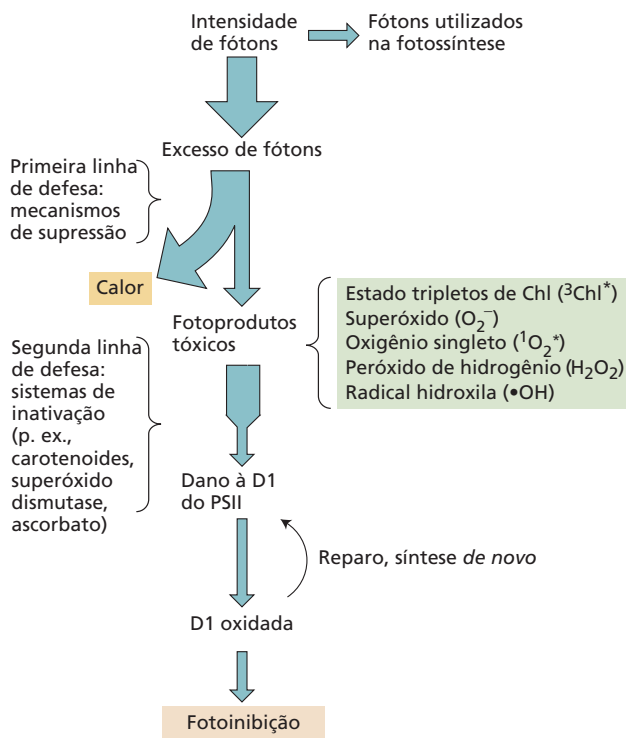 Intensidade
de fótons
Fótons utilizados
na fotossíntese
Excesso de fótons
Primeira linha
de defesa:
mecanismos
de supressão
Calor
Fotoprodutos
tóxicos
Estado tripletos de Chl (³Chl*)
Superóxido (O₂⁻)
Oxigênio singleto (¹O₂*)
Peróxido de hidrogênio (H₂O₂)
Radical hidroxila (•OH)
Segunda linha
de defesa:
sistemas de
inativação
(p. ex.,
carotenoides,
superóxido
dismutase,
ascorbato)
Dano à D1
do PSII
Reparo, síntese de novo
D1 oxidada
Fotoinibição